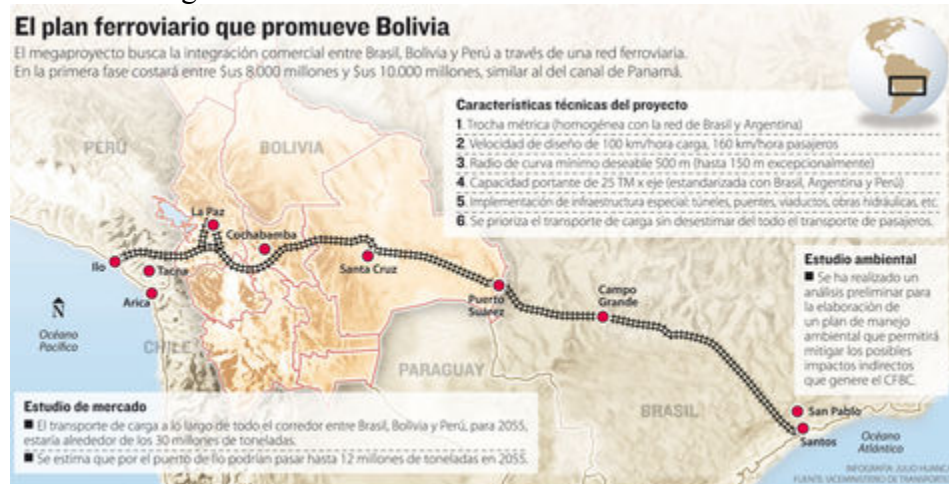 El plan ferroviario que promueve Bolivia
El megaproyecto busca la integración comercial entre Brasil, Bolivia y Perú a través de una red ferroviaria.
En la primera fase costará entre $us 8.000 millones y $us 10.000 millones, similar al del canal de Panamá.
Características técnicas del proyecto
1 Trocha métrica (homogénea con la red de Brasil y Argentina)
2 Velocidad de diseño de 100 km/hora carga, 160 km/hora pasajeros
3 Radio de curva mínimo deseable 500 m (hasta 150 m excepcionalmente)
4 Capacidad portante de 25 TM x eje (estandarizada con Brasil, Argentina y Perú)
5 Implementación de infraestructura especial: túneles, puentes, viaductos, obras hidráulicas, etc.
6 Se prioriza el transporte de carga sin desestimar del todo el transporte de pasajeros.
PERÚ
BOLIVIA
La Paz
Cochabamba
Ilo
Tacna
Arica
Santa Cruz
Puerto
Suárez
Campo
Grande
N
Océano
Pacífico
CHILE
PARAGUAY
BRASIL
Estudio ambiental
Se ha realizado un
análisis preliminar para
la elaboración de
un plan de manejo
ambiental que permitirá
mitigar los posibles
impactos indirectos
que genere el CFBC.
San Pablo
Santos
Océano
Atlántico
Estudio de mercado
El transporte de carga a lo largo de todo el corredor entre Brasil, Bolivia y Perú, para 2055,
estaría alrededor de los 30 millones de toneladas.
Se estima que por el puerto de Ilo podrían pasar hasta 12 millones de toneladas en 2055.
INFOGRAFÍA: JULIO
FUENTE: VICEMINISTERIO DE